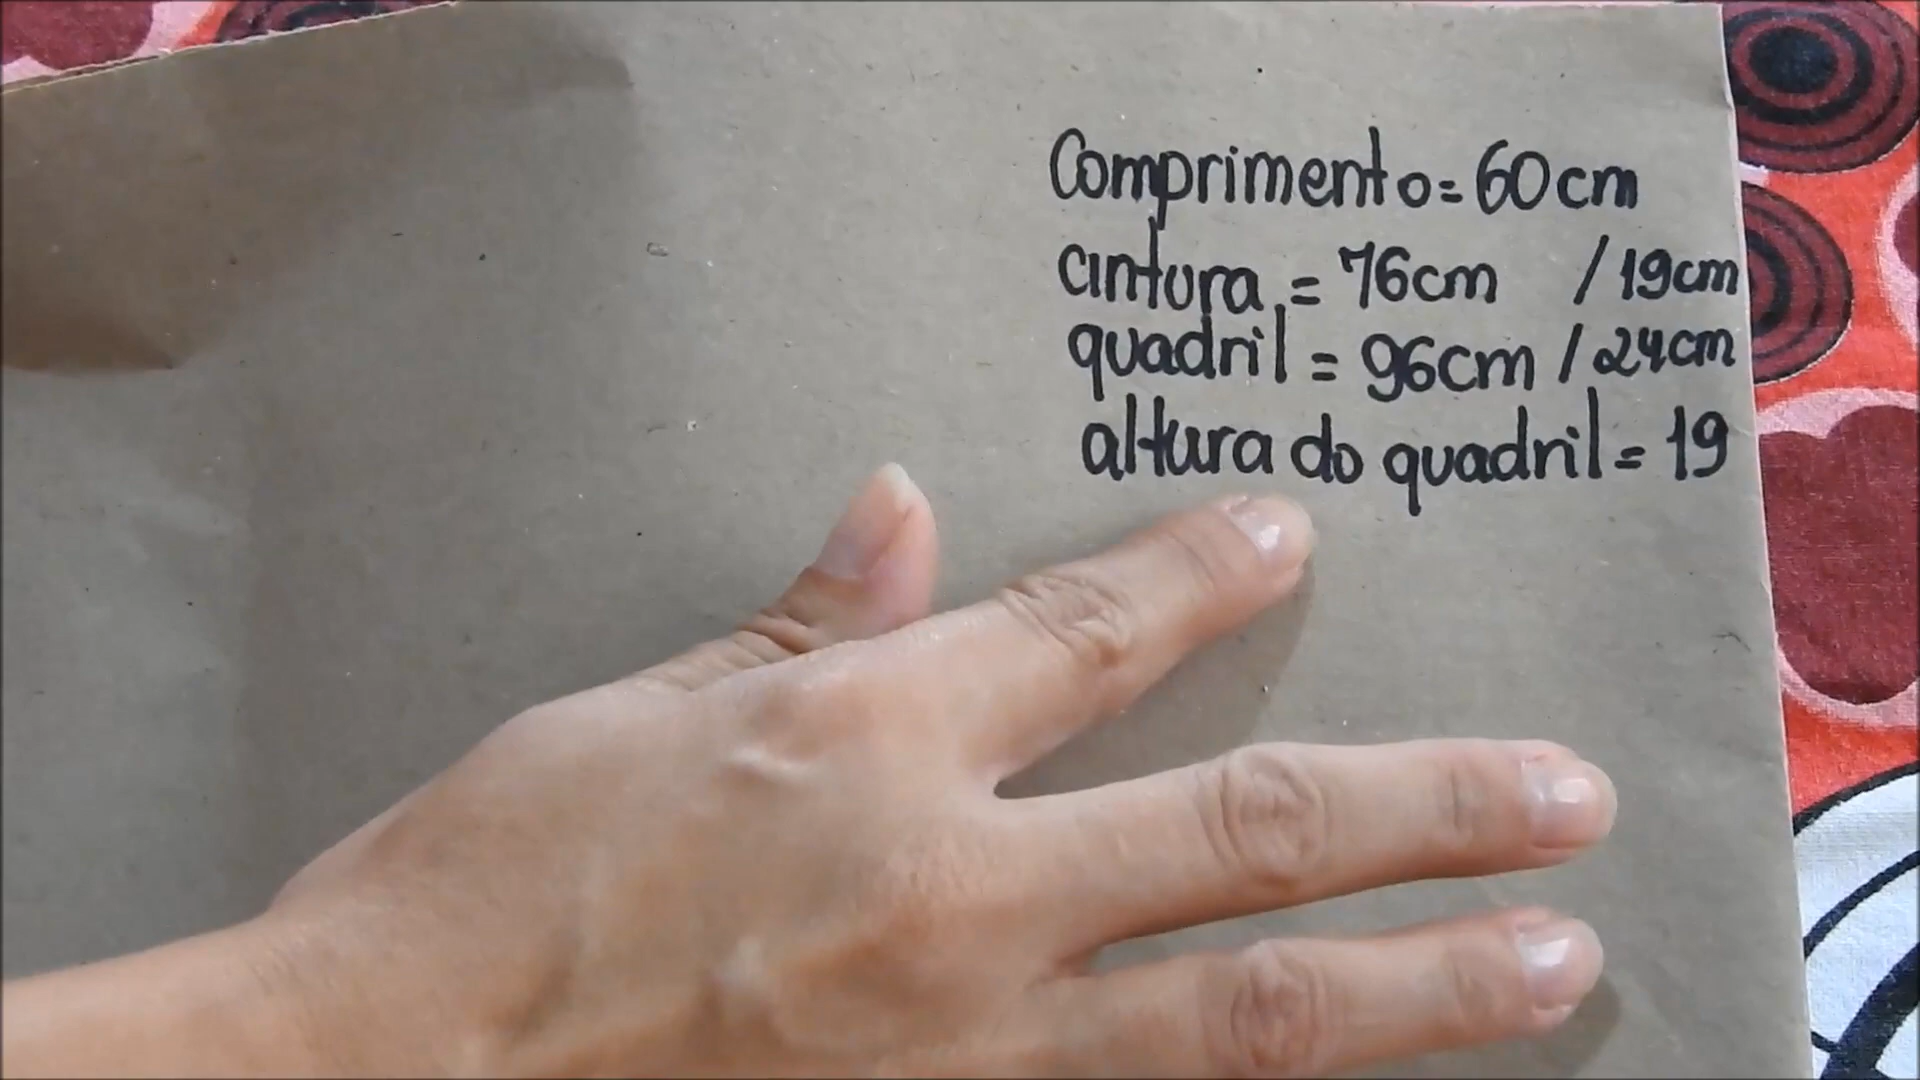 Comprimento = 60cm
cintura = 76cm / 19cm
quadril = 96cm / 24cm
altura do quadril = 19